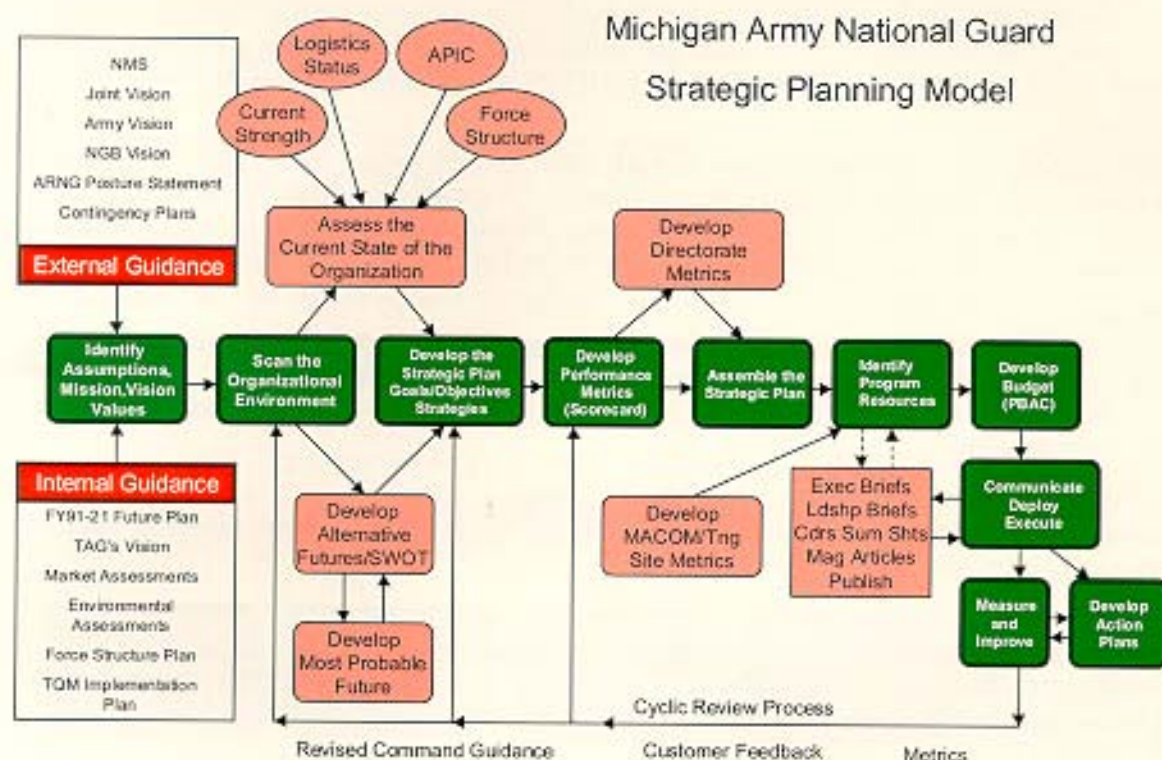 Michigan Army National Guard
Strategic Planning Model
NMS
Joint Vision
Army Vision
NGB Vision
ARNG Posture Statement
Contingency Plans
External Guidance
Logistics
Status
APIC
Current
Strength
Force
Structure
Assess the
Current State of the
Organization
Develop
Directorate
Metrics
Identify
Assumptions,
Mission,Vision
Values
Scan the
Organizational
Environment
Develop the
Strategic Plan
Goals/Objectives
Strategies
Develop
Performance
Metrics
(Scorecard)
Assemble the
Strategic Plan
Identify
Program
Resources
Develop
Budget
(PBAC)
Internal Guidance
FY91-21 Future Plan
TAG's Vision
Market Assessments
Environmental
Assessments
Force Structure Plan
TQM Implementation
Plan
Develop
Alternative
Futures/SWOT
Develop
Most Probable
Future
Develop
MACOM/Tng
Site Metrics
Exec Briefs
Ldshp Briefs
Cdrs Sum Shts
Mag Articles
Publish
Communicate
Deploy
Execute
Measure
and
Improve
Develop
Action
Plans
Cyclic Review Process
Revised Command Guidance
Customer Feedback
Metrics